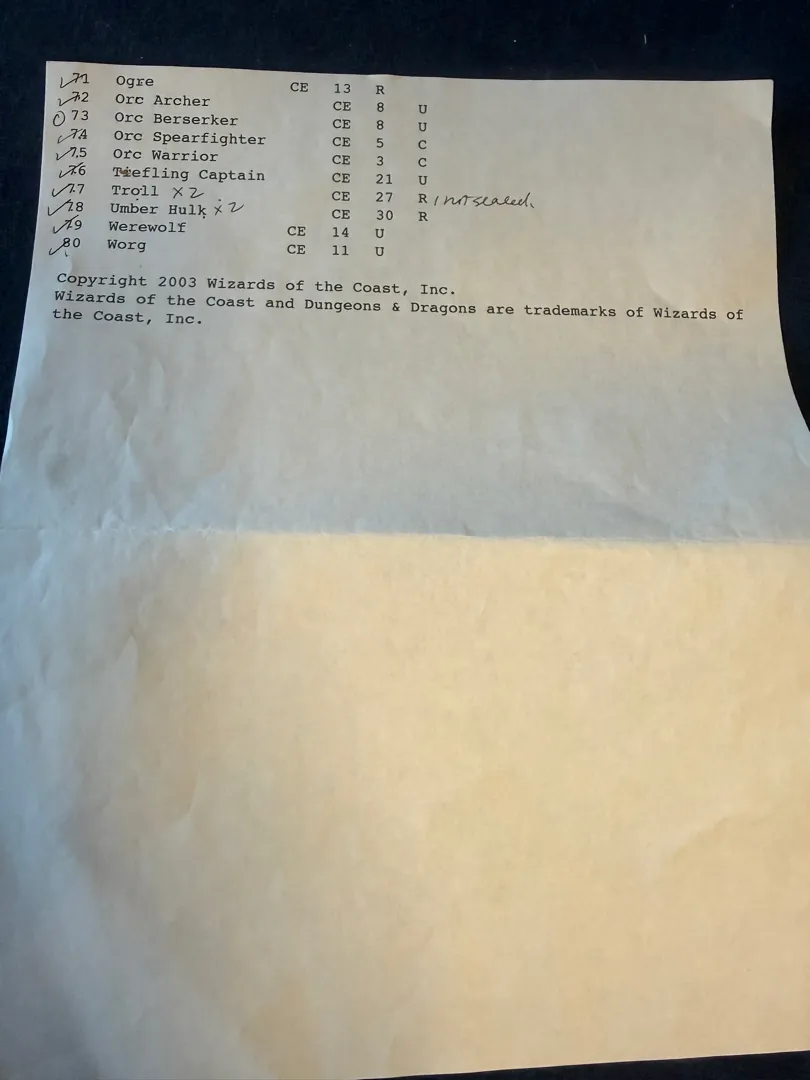 ✓71 Ogre CE 13 R
✓72 Orc Archer CE 8 U
O 73 Orc Berserker CE 8 U
✓74 Orc Spearfighter CE 5 C
✓75 Orc Warrior CE 3 C
✓76 Tiefling Captain CE 21 U
✓77 Troll x2 CE 27 R 1 not sealed.
✓78 Umber Hulk x2 CE 30 R
✓79 Werewolf CE 14 U
✓80 Worg CE 11 U
Copyright 2003 Wizards of the Coast, Inc.
Wizards of the Coast and Dungeons & Dragons are trademarks of Wizards of
the Coast, Inc.